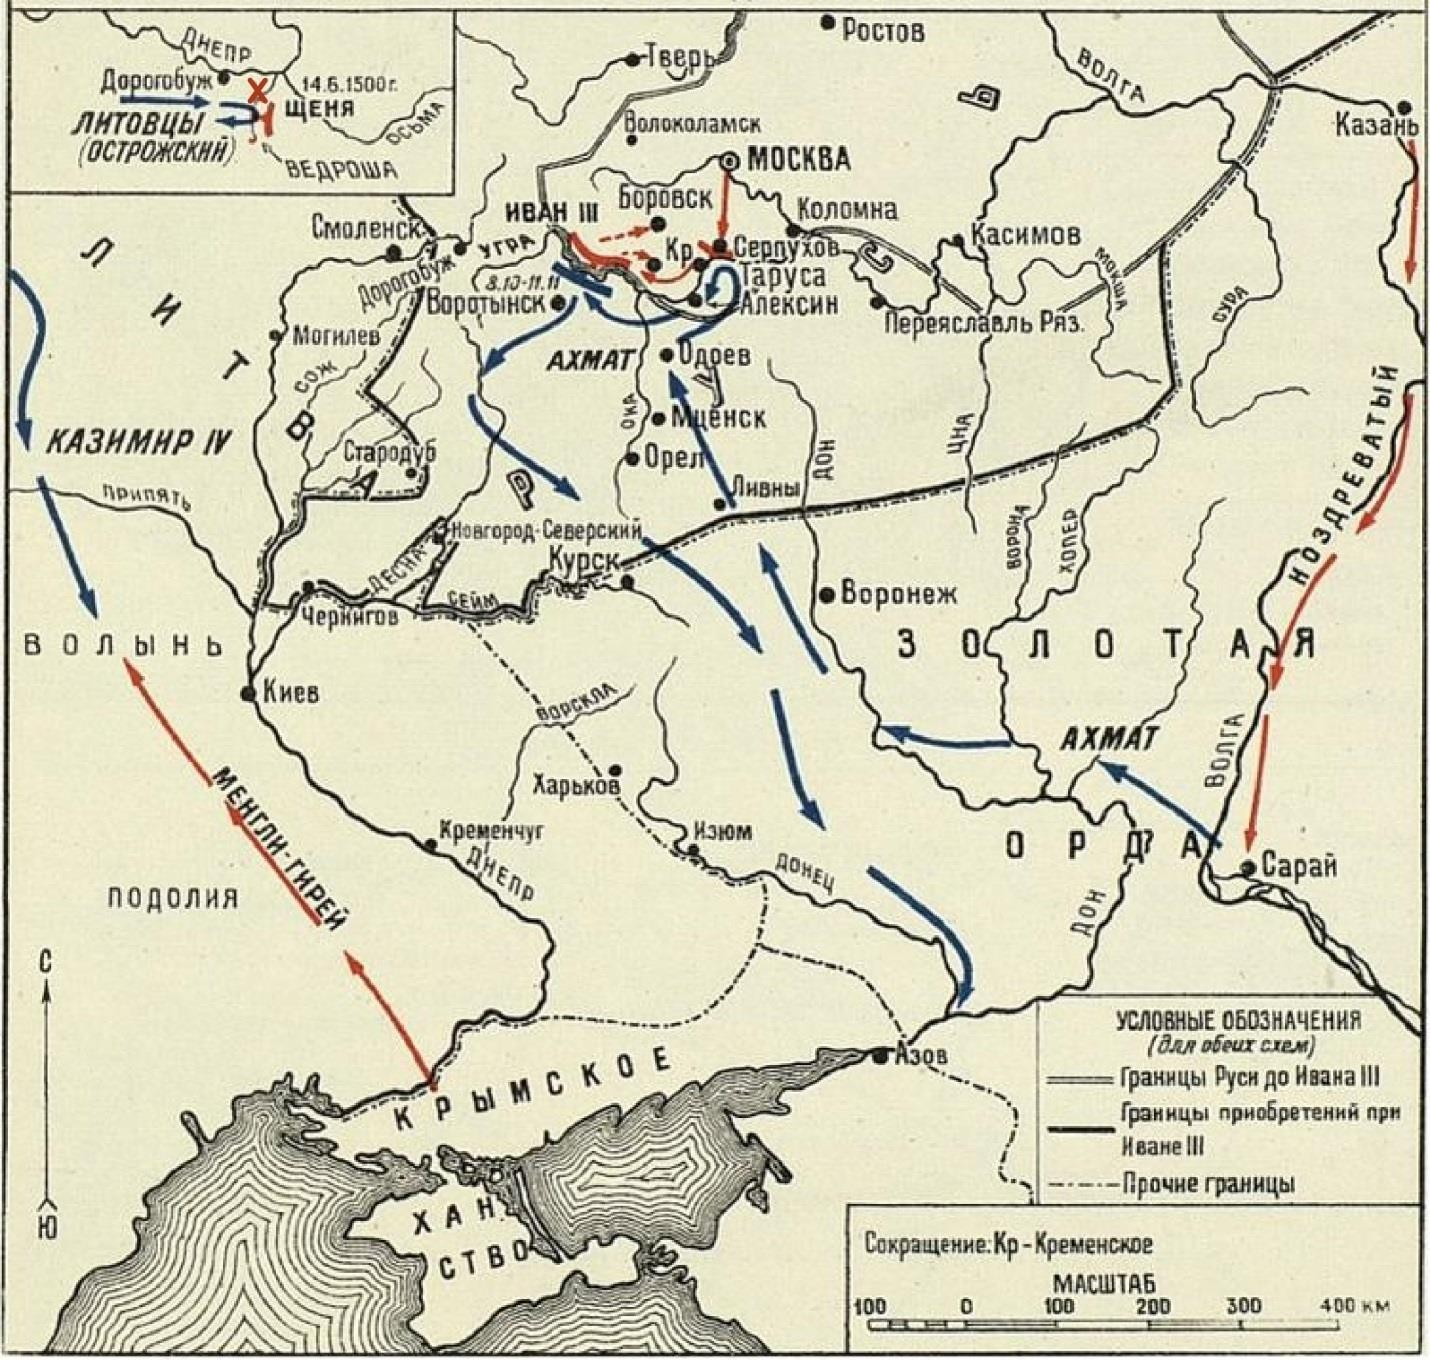 ДНЕПР
Дорогобуж
14.6.1500г.
ЩЕНЯ
ЛИТОВЦЫ
(ОСТРОЖСКИЙ)
ОСЬМА
ВЕДРОША
Ростов
Тверь
ВОЛГА
Казань
Волоколамск
МОСКВА
ИВАН III
Боровск
Коломна
Смоленск
УГРА
Кр
Серпухов
Касимов
Дорогобуж
8.10-11.11
Таруса
МОКША
СУРА
Воротынск
Алексин
Переяславль Ряз.
Могилев
АХМАТ
Одоев
СОЖ
ОКА
Мценск
ДОН
ЦНА
НОЗДРЕВАТЫЙ
ЛИТВА
РУСЬ
КАЗИМИР IV
Стародуб
Орел
Ливны
ПРИПЯТЬ
Новгород-Северский
ВОРОНА
ХОПЕР
ДЕСНА
Курск
СЕЙМ
Чернигов
Воронеж
ВОЛЫНЬ
ЗОЛОТАЯ
Киев
ВОРСКЛА
АХМАТ
ВОЛГА
МЕНГЛИ-ГИРЕЙ
Харьков
Кременчуг
Изюм
ОРДА
ДНЕПР
ДОНЕЦ
Сарай
ПОДОЛИЯ
ДОН
С
Ю
КРЫМСКОЕ
Азов
ХАН
СТВО
УСЛОВНЫЕ ОБОЗНАЧЕНИЯ
(для обеих схем)
Границы Руси до Ивана III
Границы приобретений при
Иване III
Прочие границы
Сокращение: Кр - Кременское
МАСШТАБ
100 0 100 200 300 400 км